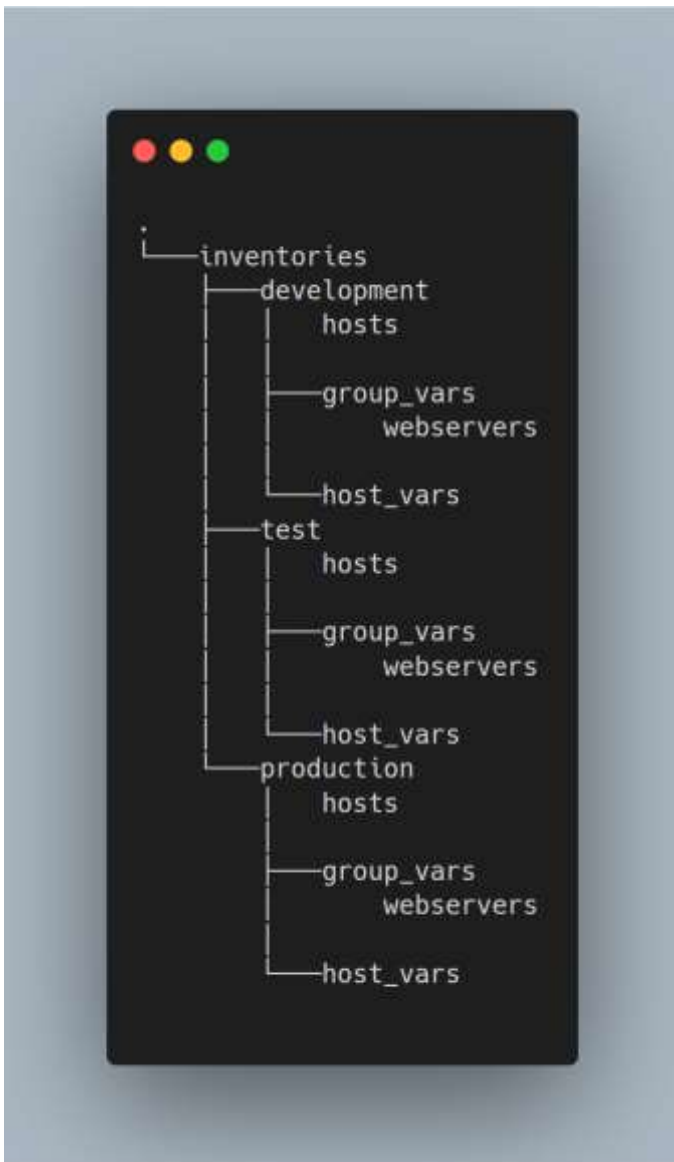 .
└───inventories
    ├───development
    │   │   hosts
    │   │
    │   ├───group_vars
    │   │       webservers
    │   │
    │   └───host_vars
    ├───test
    │   │   hosts
    │   │
    │   ├───group_vars
    │   │       webservers
    │   │
    │   └───host_vars
    └───production
        │   hosts
        │
        ├───group_vars
        │       webservers
        │
        └───host_vars